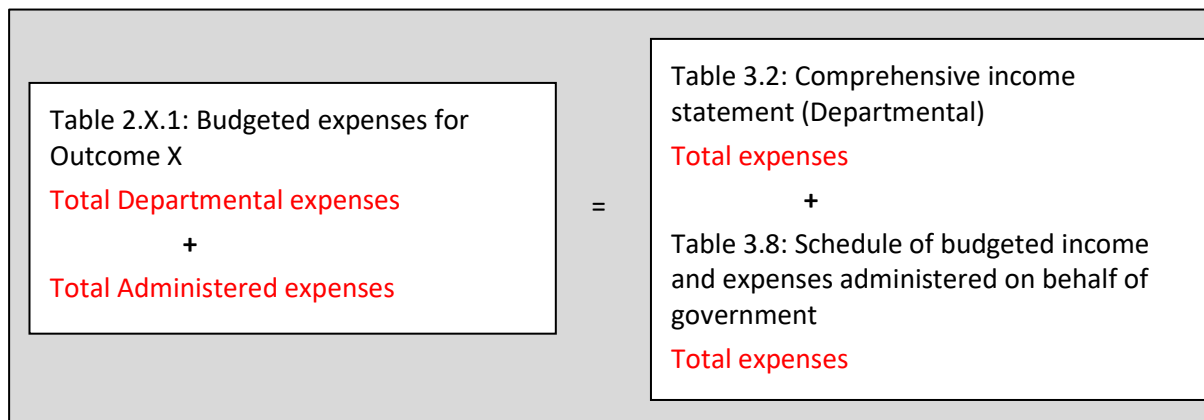 Table 2.X.1: Budgeted expenses for
Outcome X
Total Departmental expenses
+
Total Administered expenses
=
Table 3.2: Comprehensive income
statement (Departmental)
Total expenses
+
Table 3.8: Schedule of budgeted income
and expenses administered on behalf of
government
Total expenses